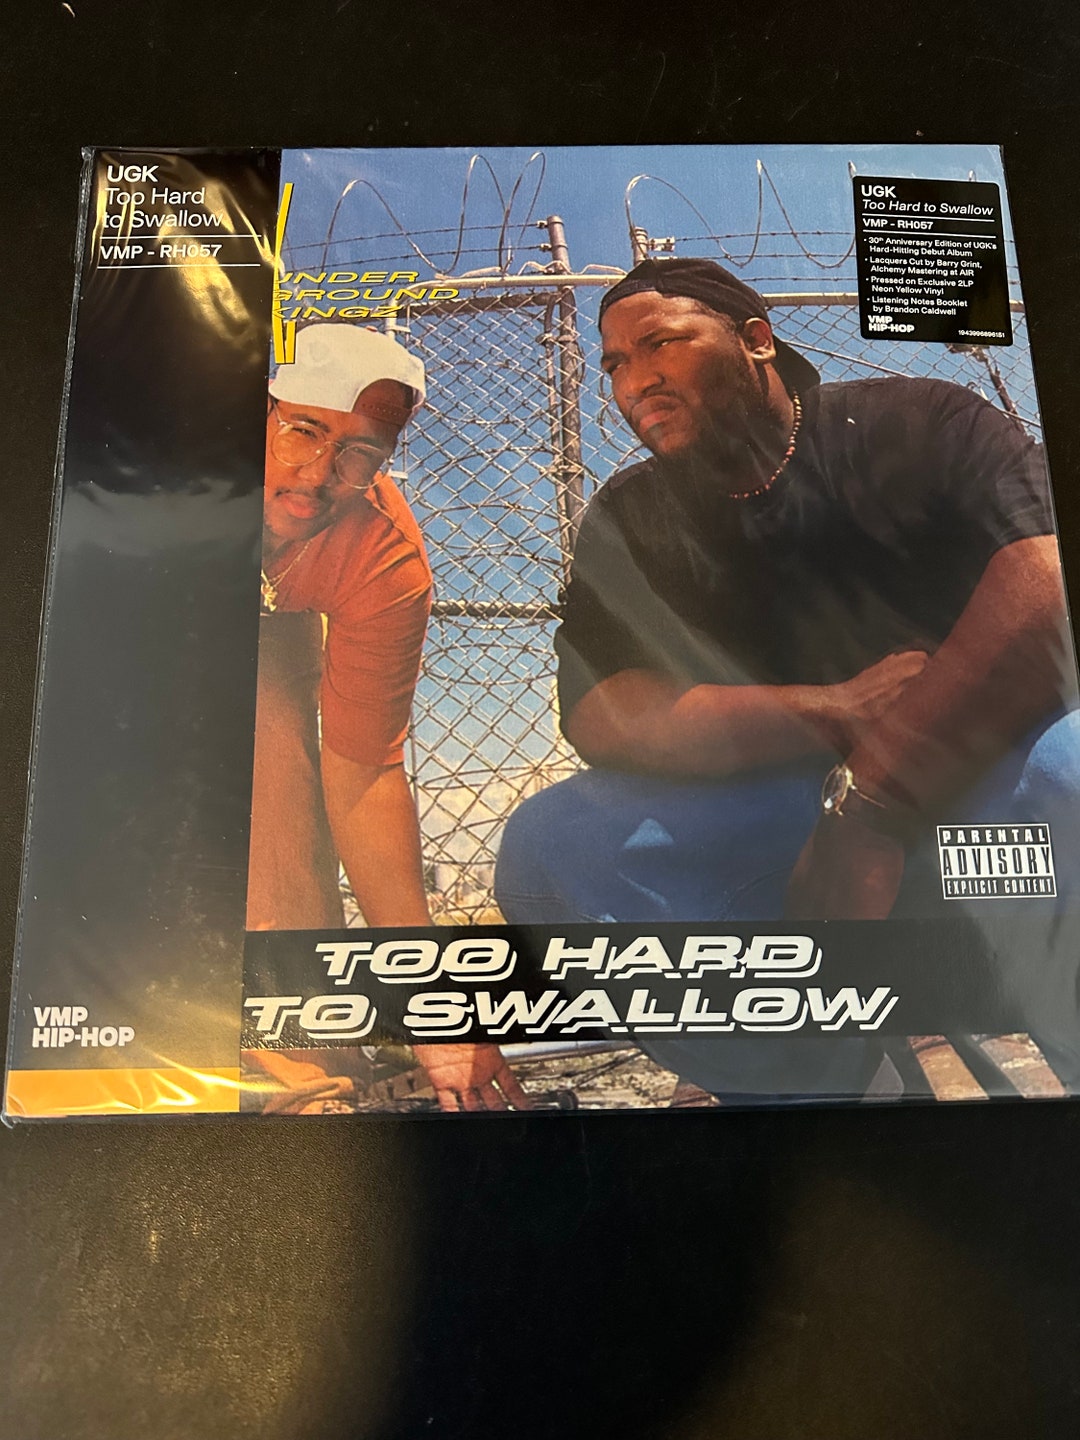 UGK
Too Hard
to Swallow
VMP - RH057
UNDER
GROUND
KINGZ
UGK
Too Hard to Swallow
VMP - RH057
• 30th Anniversary Edition of UGK's
Hard-Hitting Debut Album
• Lacquers Cut by Barry Grint,
Alchemy Mastering at AIR
• Pressed on Exclusive 2LP
Neon Yellow Vinyl
• Listening Notes Booklet
by Brandon Caldwell
VMP
HIP-HOP
194399689615
PARENTAL
ADVISORY
EXPLICIT CONTENT
TOO HARD
TO SWALLOW
VMP
HIP-HOP